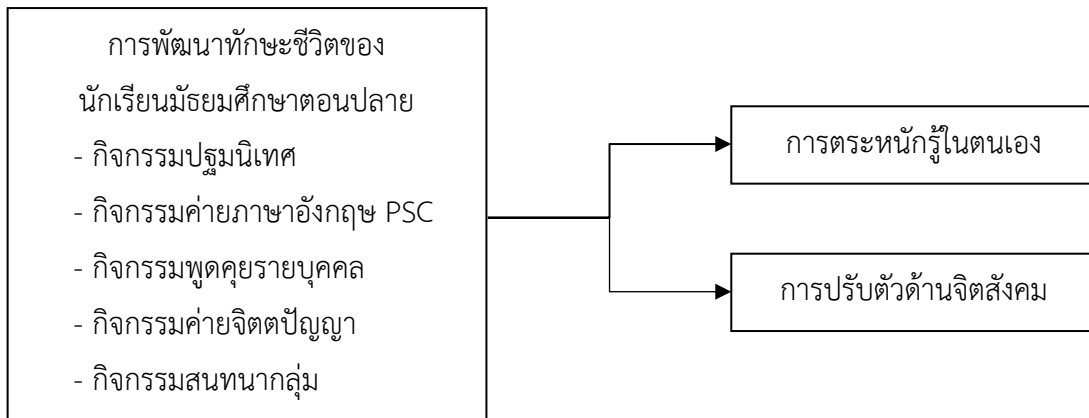 การพัฒนาทักษะชีวิตของ
นักเรียนมัธยมศึกษาตอนปลาย
- กิจกรรมปฐมนิเทศ
- กิจกรรมค่ายภาษาอังกฤษ PSC
- กิจกรรมพูดคุยรายบุคคล
- กิจกรรมค่ายจิตตปัญญา
- กิจกรรมสนทนากลุ่ม
การตระหนักรู้ในตนเอง
การปรับตัวด้านจิตสังคม